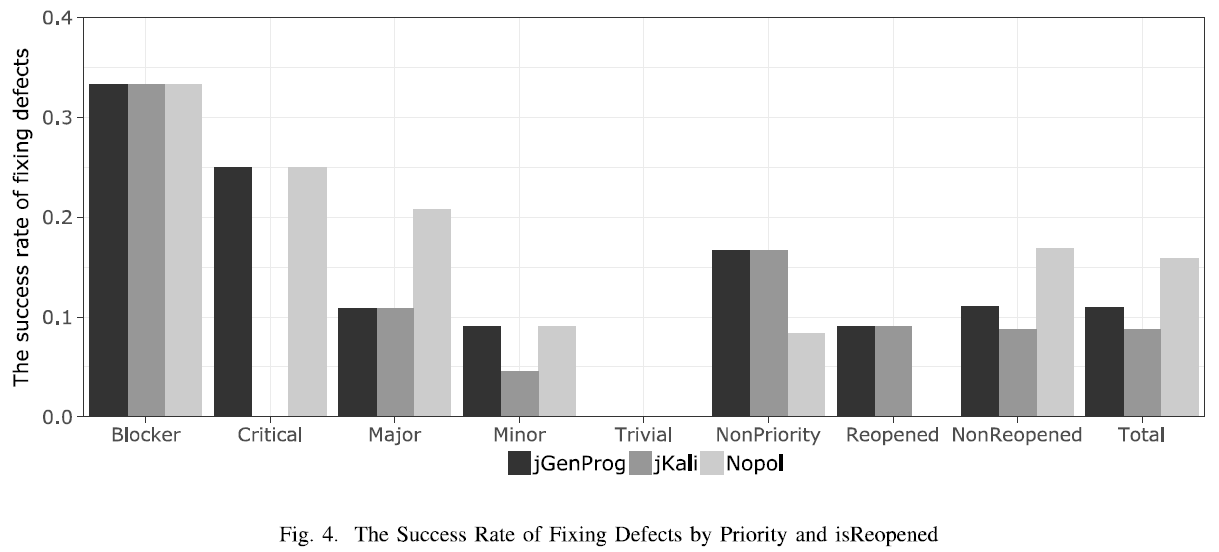 The success rate of fixing defects
0.4
0.3
0.2
0.1
0.0
Blocker Critical Major Minor Trivial NonPriority Reopened NonReopened Total
jGenProg jKali Nopol
Fig. 4. The Success Rate of Fixing Defects by Priority and isReopened